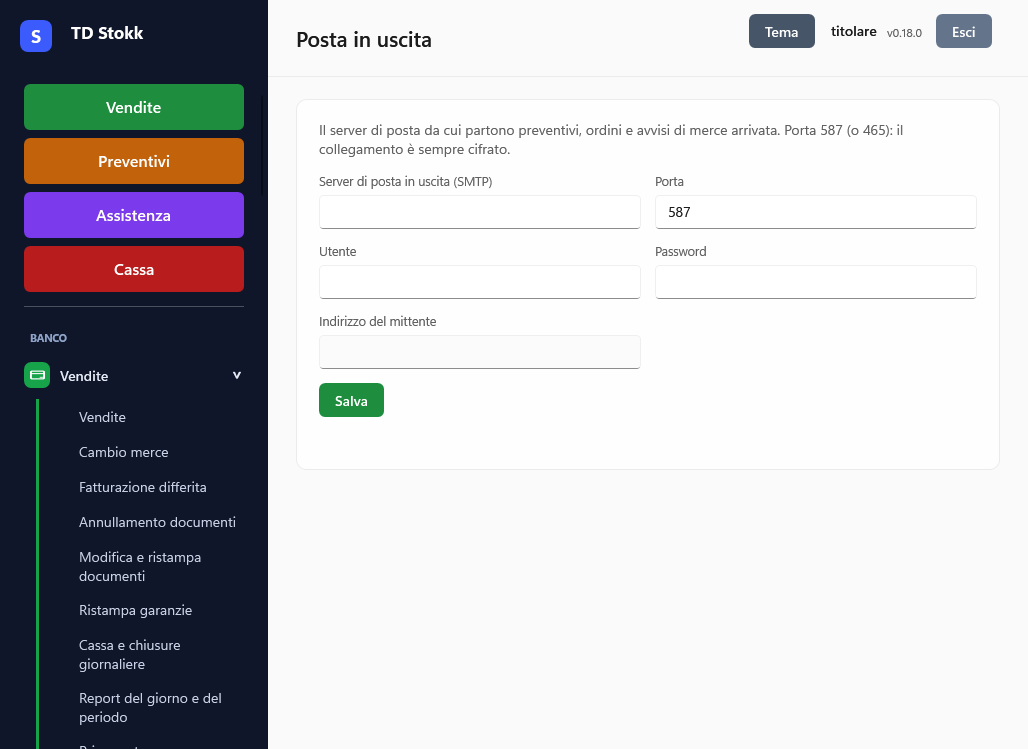 S
TD Stokk
Vendite
Preventivi
Assistenza
Cassa
BANCO
Vendite
Vendite
Cambio merce
Fatturazione differita
Annullamento documenti
Modifica e ristampa
documenti
Ristampa garanzie
Cassa e chiusure
giornaliere
Report del giorno e del
periodo
Posta in uscita
Tema
titolare
v0.18.0
Esci
Il server di posta da cui partono preventivi, ordini e avvisi di merce arrivata. Porta 587 (o 465): il
collegamento è sempre cifrato.
Server di posta in uscita (SMTP)
Porta
587
Utente
Password
Indirizzo del mittente
Salva